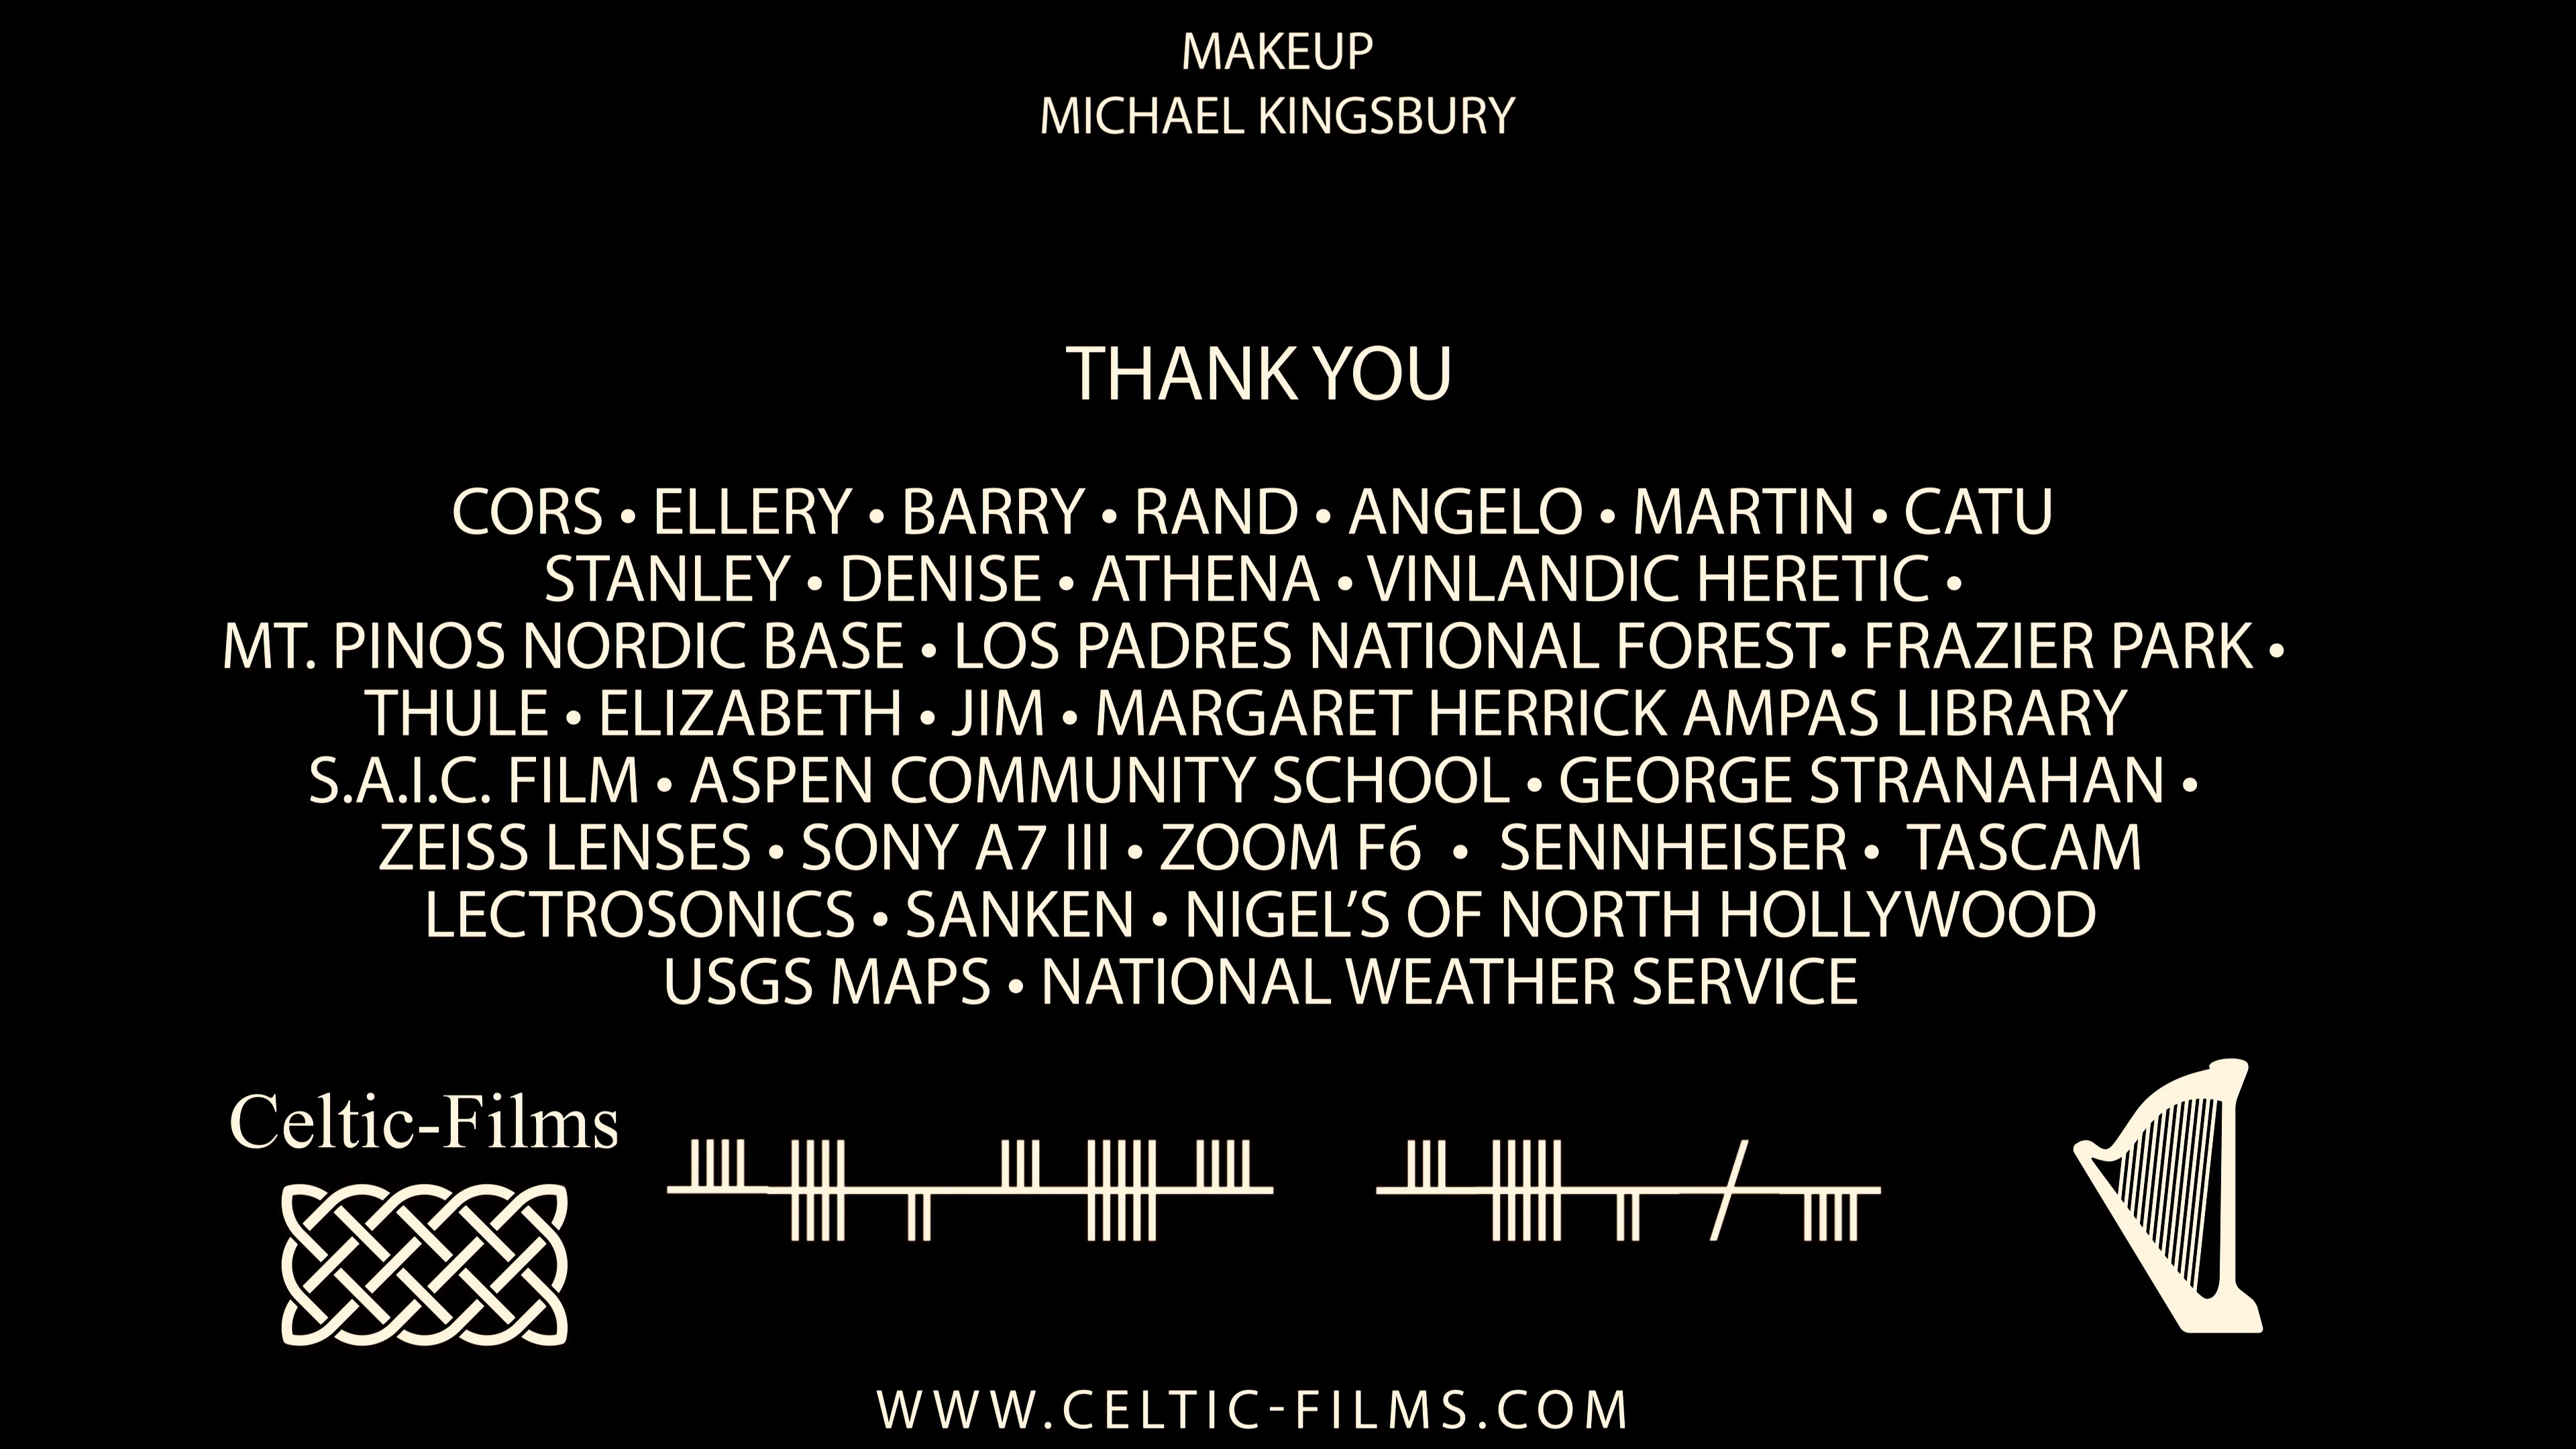 MAKEUP
MICHAEL KINGSBURY
THANK YOU
CORS • ELLERY • BARRY • RAND • ANGELO • MARTIN • CATU
STANLEY • DENISE • ATHENA • VINLANDIC HERETIC •
MT. PINOS NORDIC BASE • LOS PADRES NATIONAL FOREST• FRAZIER PARK •
THULE • ELIZABETH • JIM • MARGARET HERRICK AMPAS LIBRARY
S.A.I.C. FILM • ASPEN COMMUNITY SCHOOL • GEORGE STRANAHAN •
ZEISS LENSES • SONY A7 III • ZOOM F6 • SENNHEISER • TASCAM
LECTROSONICS • SANKEN • NIGEL'S OF NORTH HOLLYWOOD
USGS MAPS • NATIONAL WEATHER SERVICE
Celtic-Films
ᚉᚓᚂᚈᚔᚉ ᚈᚔᚂᚋᚄ
WWW.CELTIC-FILMS.COM